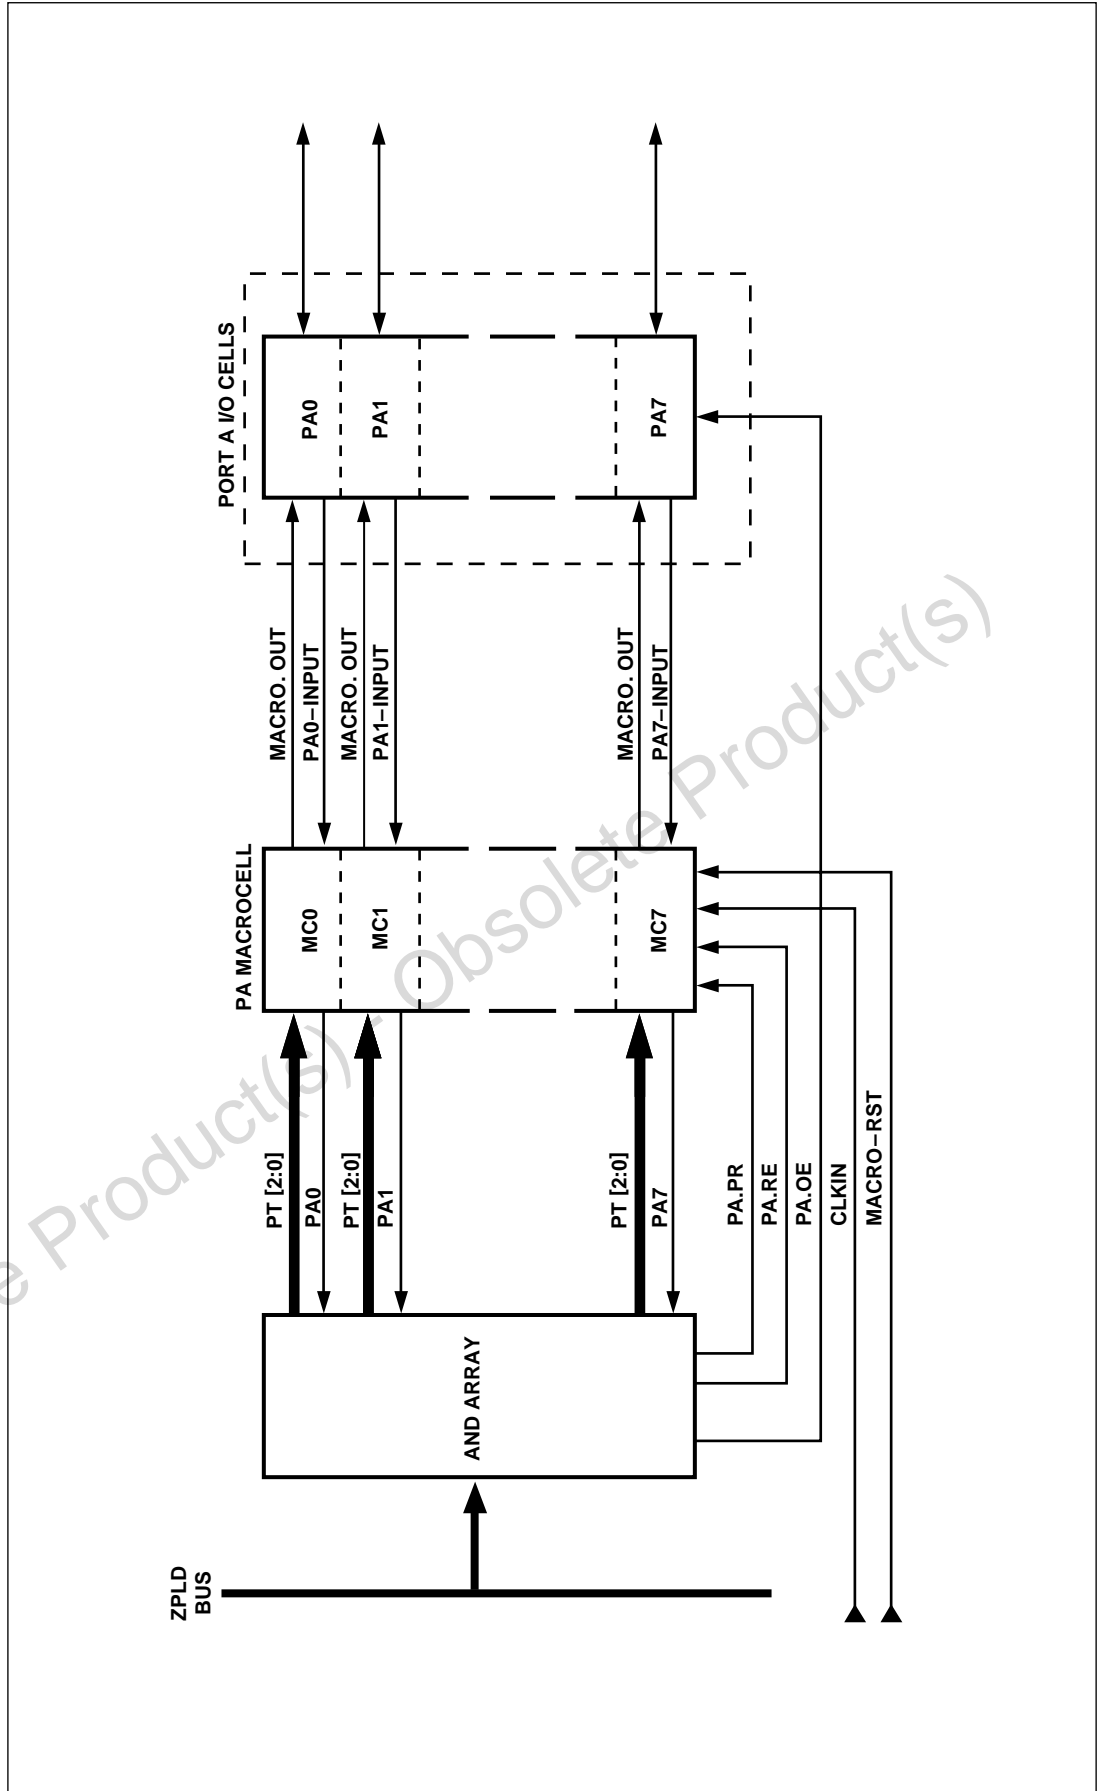 ZPLD
BUS
AND ARRAY
PT [2:0]
PA0
PT [2:0]
PA1
PT [2:0]
PA7
PA.PR
PA.RE
PA.OE
CLKIN
MACRO–RST
PA MACROCELL
MC0
MC1
MC7
MACRO. OUT
PA0–INPUT
MACRO. OUT
PA1–INPUT
MACRO. OUT
PA7–INPUT
PORT A I/O CELLS
PA0
PA1
PA7
e Product(s) - Obsolete Product(s)